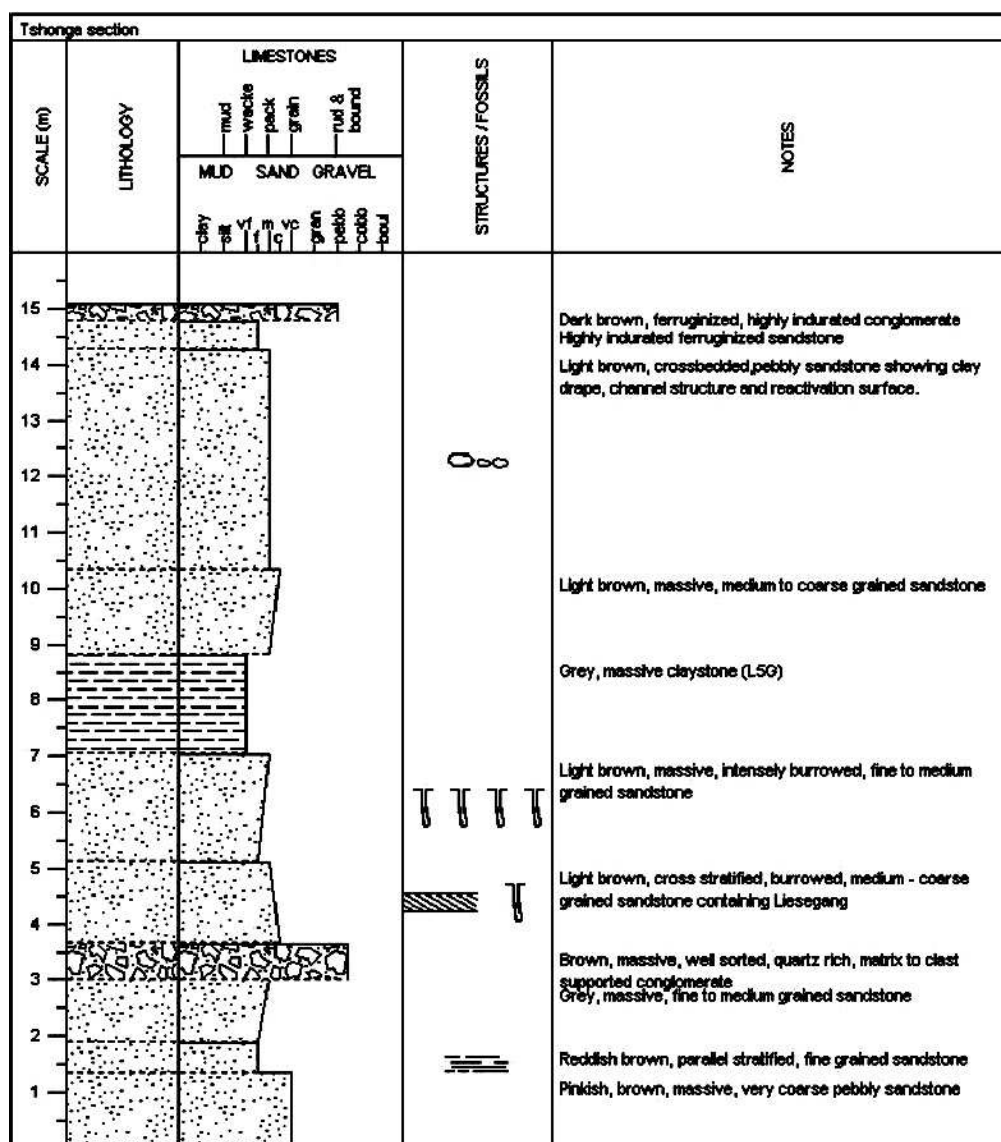 Tshonga section
SCALE (m)
LITHOLOGY
LIMESTONES
mud
wacke
pack
grain
rud &
bound
MUD SAND GRAVEL
clay
silt
vf
f
m
c
vc
gran
pebb
cobb
boul
STRUCTURES / FOSSILS
NOTES
15
14
13
12
11
10
9
8
7
6
5
4
3
2
1
Dark brown, ferruginized, highly indurated conglomerate
Highly indurated ferruginized sandstone
Light brown, crossbedded,pebbly sandstone showing clay
drape, channel structure and reactivation surface.
Light brown, massive, medium to coarse grained sandstone
Grey, massive claystone (L5G)
Light brown, massive, intensely burrowed, fine to medium
grained sandstone
Light brown, cross stratified, burrowed, medium - coarse
grained sandstone containing Liesegang
Brown, massive, well sorted, quartz rich, matrix to clast
supported conglomerate
Grey, massive, fine to medium grained sandstone
Reddish brown, parallel stratified, fine grained sandstone
Pinkish, brown, massive, very coarse pebbly sandstone